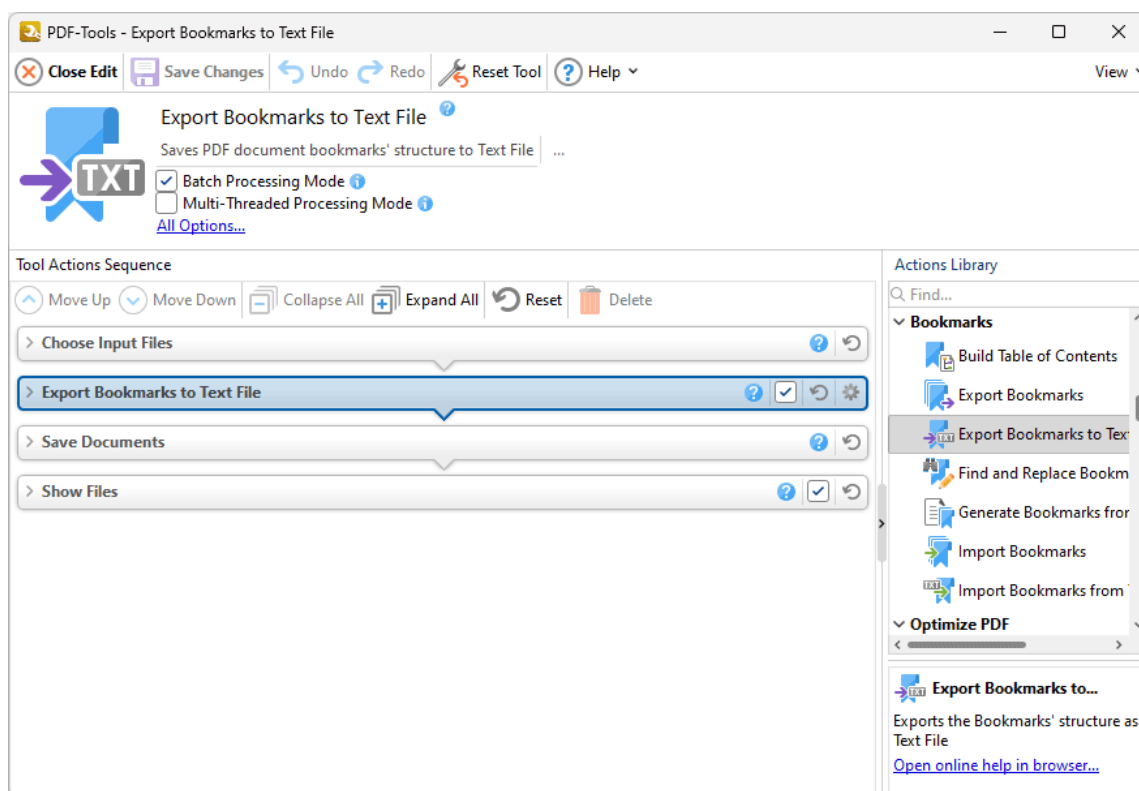 PDF-Tools - Export Bookmarks to Text File
Close Edit Save Changes Undo Redo Reset Tool ? Help View
Export Bookmarks to Text File ?
Saves PDF document bookmarks' structure to Text File ...
TXT
Batch Processing Mode i
Multi-Threaded Processing Mode i
All Options...
Tool Actions Sequence
Move Up Move Down Collapse All Expand All Reset Delete
Choose Input Files ?
Export Bookmarks to Text File ?
Save Documents ?
Show Files ?
Actions Library
Find...
Bookmarks
Build Table of Contents
Export Bookmarks
TXT Export Bookmarks to Tex
Find and Replace Bookm
Generate Bookmarks fror
Import Bookmarks
TXT Import Bookmarks from
Optimize PDF
TXT Export Bookmarks to...
Exports the Bookmarks' structure as
Text File
Open online help in browser...